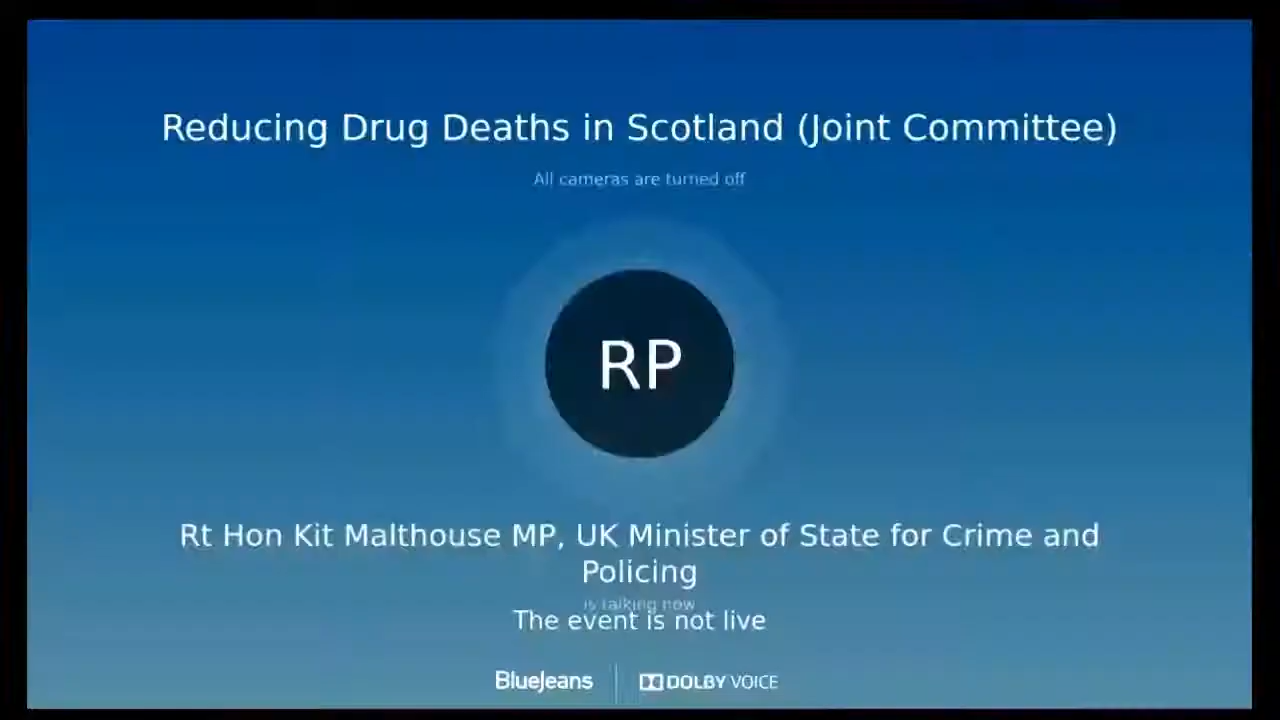 Reducing Drug Deaths in Scotland (Joint Committee)
All cameras are turned off
RP
Rt Hon Kit Malthouse MP, UK Minister of State for Crime and
Policing
is talking now
The event is not live
BlueJeans DOLBY VOICE